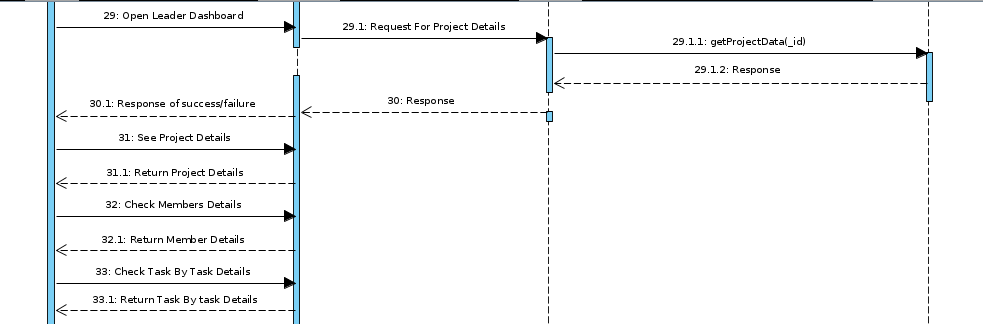 29: Open Leader Dashboard
29.1: Request For Project Details
29.1.1: getProjectData(_id)
29.1.2: Response
30: Response
30.1: Response of success/failure
31: See Project Details
31.1: Return Project Details
32: Check Members Details
32.1: Return Member Details
33: Check Task By Task Details
33.1: Return Task By task Details